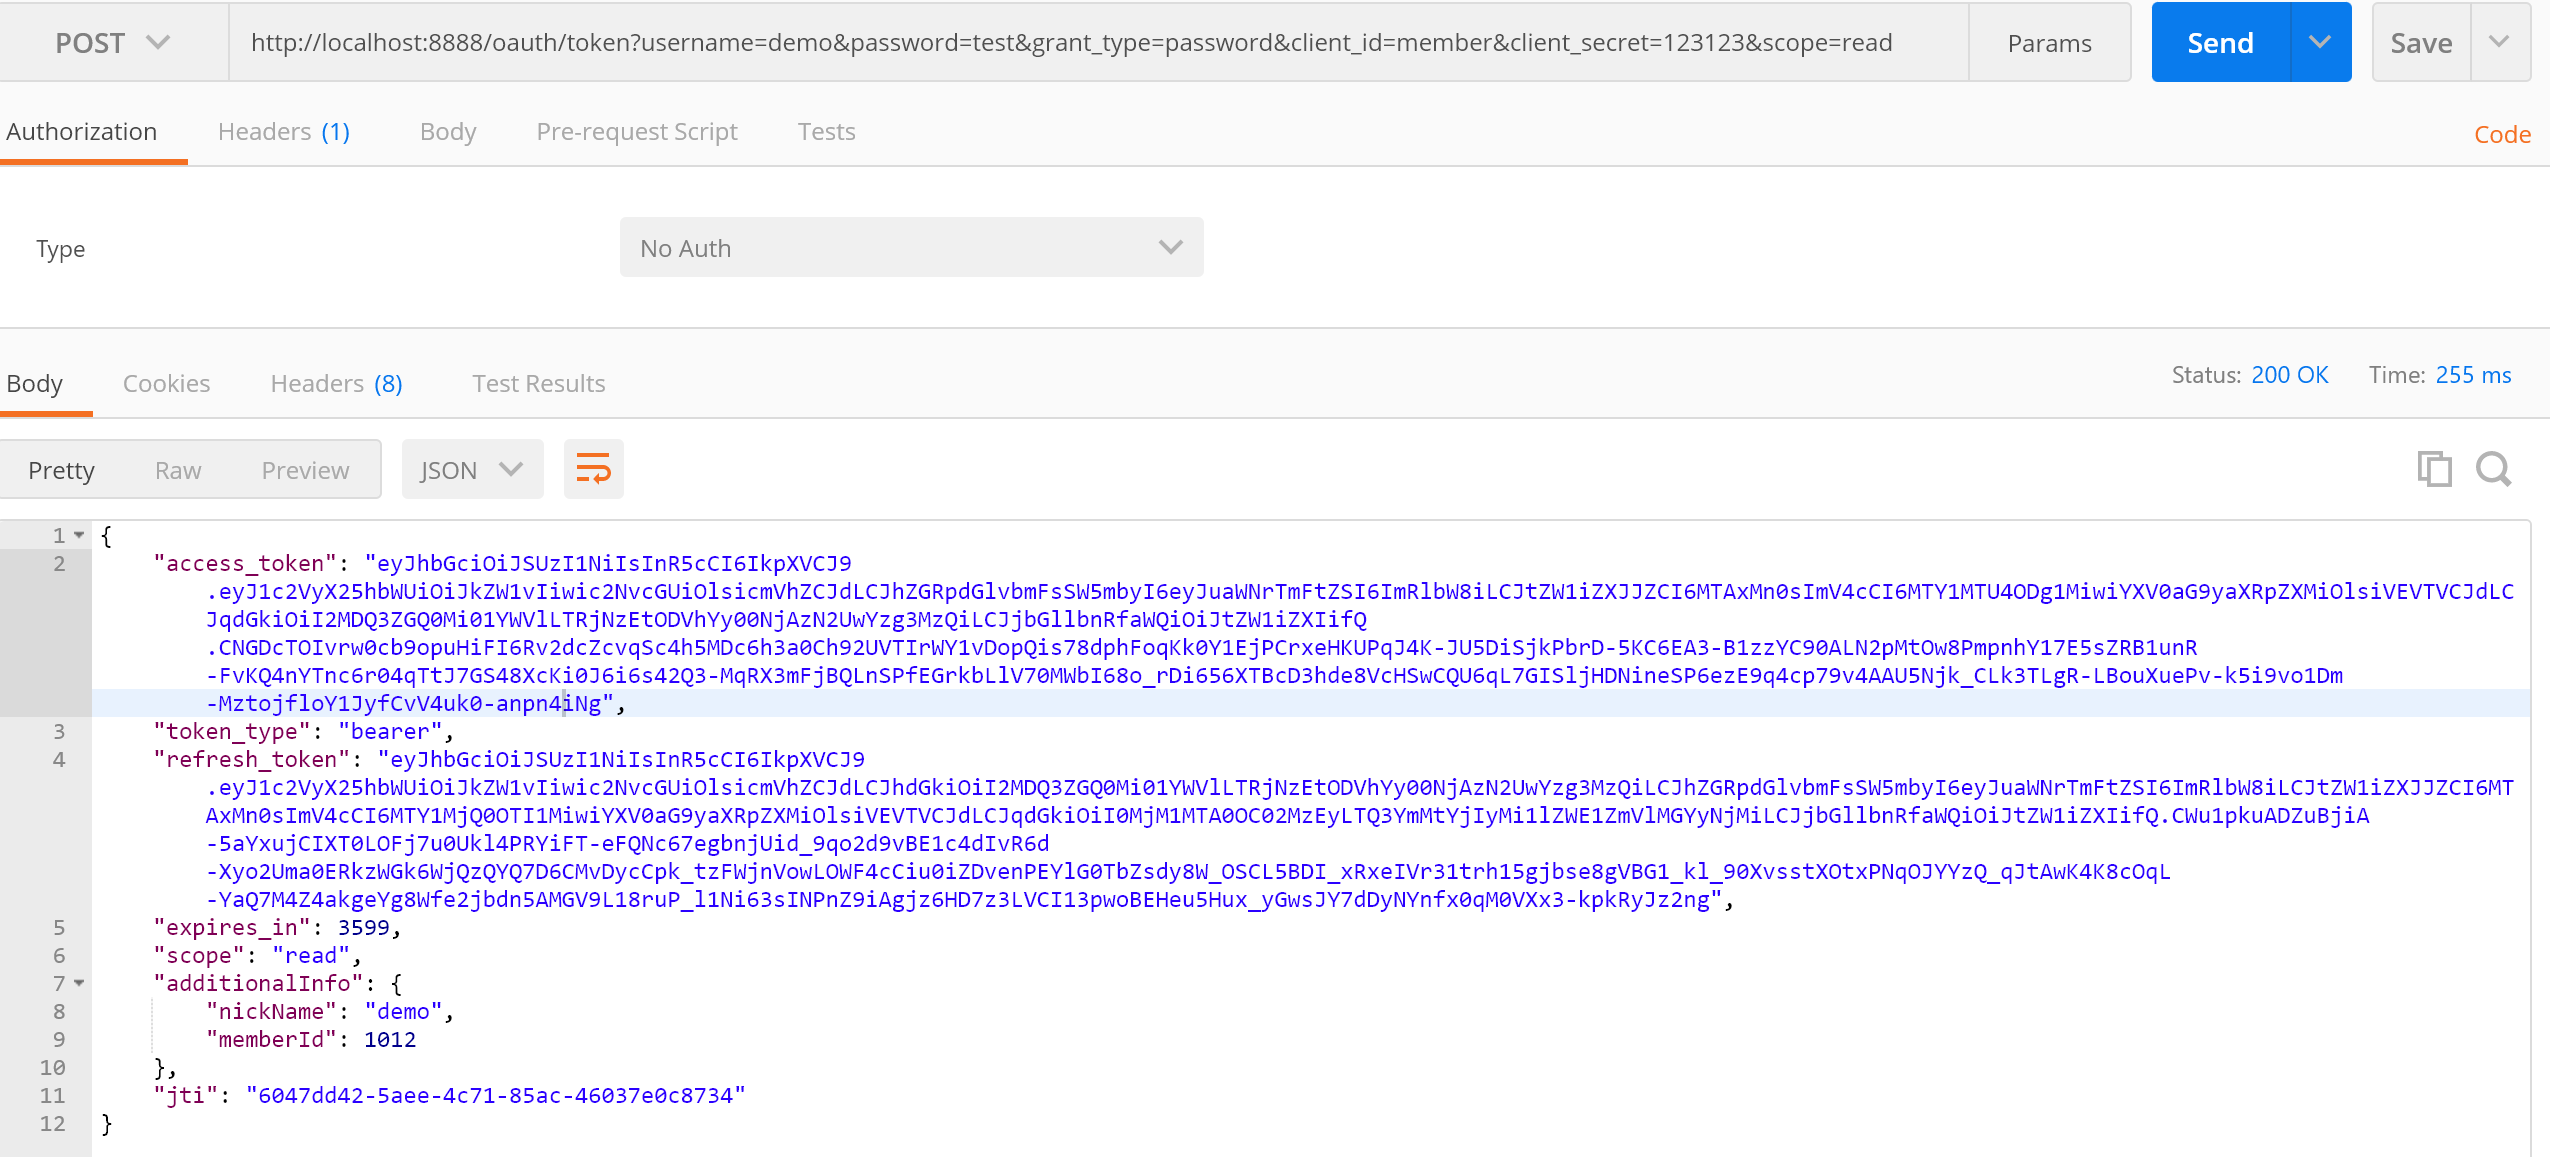 POST http://localhost:8888/oauth/token?username=demo&password=test&grant_type=password&client_id=member&client_secret=123123&scope=read Params Send Save
Authorization Headers (1) Body Pre-request Script Tests Code
Type No Auth
Body Cookies Headers (8) Test Results Status: 200 OK Time: 255 ms
Pretty Raw Preview JSON
1 {
2 "access_token": "eyJhbGciOiJSUzI1NiIsInR5cCI6IkpXVCJ9
.eyJ1c2VyX25hbWUiOiJkZW1vIiwic2NvcGUiOlsicmVhZCJdLCJhZGRpdGlvbmFsSW5mbyI6eyJuaWNrTmFtZSI6ImRlbW8iLCJtZW1iZXJJZCI6MTAxMn0sImV4cCI6MTY1MTU4ODg1MiwiYXV0aG9yaXRpZXMiOlsiVEVTVCJdLC
JqdGkiOiI2MDQ3ZGQ0Mi01YWVlLTRjNzEtODVhYy00NjAzN2UwYzg3MzQiLCJjbGllbnRfaWQiOiJtZW1iZXIifQ
.CNGDcTOIvrw0cb9opuHiFI6Rv2dcZcvqSc4h5MDc6h3a0Ch92UVTIrWY1vDopQis78dphFoqKk0Y1EjPCrxeHKUPqJ4K-JU5DiSjkPbrD-5KC6EA3-B1zzYC90ALN2pMtOw8PmpnhY17E5sZRB1unR
-FvKQ4nYTnc6r04qTtJ7GS48XcKi0J6i6s42Q3-MqRX3mFjBQLnSPfEGrkbLlV70MWbI68o_rDi656XTBcD3hde8VcHSwCQU6qL7GISljHDNineSP6ezE9q4cp79v4AAU5Njk_CLk3TLgR-LBouXuePv-k5i9vo1Dm
-MztojfloY1JyfCvV4uk0-anpn4iNg",
3 "token_type": "bearer",
4 "refresh_token": "eyJhbGciOiJSUzI1NiIsInR5cCI6IkpXVCJ9
.eyJ1c2VyX25hbWUiOiJkZW1vIiwic2NvcGUiOlsicmVhZCJdLCJhdGkiOiI2MDQ3ZGQ0Mi01YWVlLTRjNzEtODVhYy00NjAzN2UwYzg3MzQiLCJhZGRpdGlvbmFsSW5mbyI6eyJuaWNrTmFtZSI6ImRlbW8iLCJtZW1iZXJJZCI6MT
AxMn0sImV4cCI6MTY1MjQ0OTI1MiwiYXV0aG9yaXRpZXMiOlsiVEVTVCJdLCJqdGkiOiI0MjM1MTA0OC02MzEyLTQ3YmMtYjIyMi1lZWE1ZmVlMGYyNjMiLCJjbGllbnRfaWQiOiJtZW1iZXIifQ.CWu1pkuADZuBjiA
-5aYxujCIXT0LOFj7u0Ukl4PRYiFT-eFQNc67egbnjUid_9qo2d9vBE1c4dIvR6d
-Xyo2Uma0ERkzWGk6WjQzQYQ7D6CMvDycCpk_tzFWjnVowLOWF4cCiu0iZDvenPEYlG0TbZsdy8W_OSCL5BDI_xRxeIVr31trh15gjbse8gVBG1_kl_90XvsstXOtxPNqOJYYzQ_qJtAwK4K8cOqL
-YaQ7M4Z4akgeYg8Wfe2jbdn5AMGV9L18ruP_l1Ni63sINPnZ9iAgjz6HD7z3LVCI13pwoBEHeu5Hux_yGwsJY7dDyNYnfx0qM0VXx3-kpkRyJz2ng",
5 "expires_in": 3599,
6 "scope": "read",
7 "additionalInfo": {
8 "nickName": "demo",
9 "memberId": 1012
10 },
11 "jti": "6047dd42-5aee-4c71-85ac-46037e0c8734"
12 }